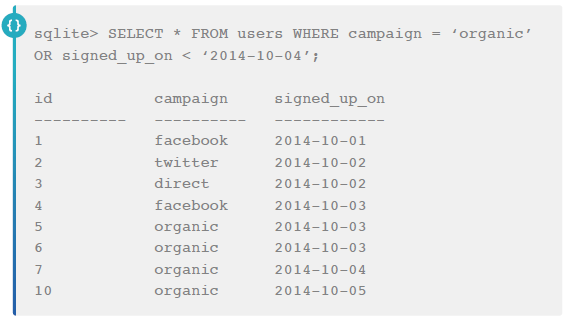 {}
sqlite> SELECT * FROM users WHERE campaign = ‘organic’
OR signed_up_on < ‘2014-10-04’;
id campaign signed_up_on
---------- ---------- ------------
1 facebook 2014-10-01
2 twitter 2014-10-02
3 direct 2014-10-02
4 facebook 2014-10-03
5 organic 2014-10-03
6 organic 2014-10-03
7 organic 2014-10-04
10 organic 2014-10-05